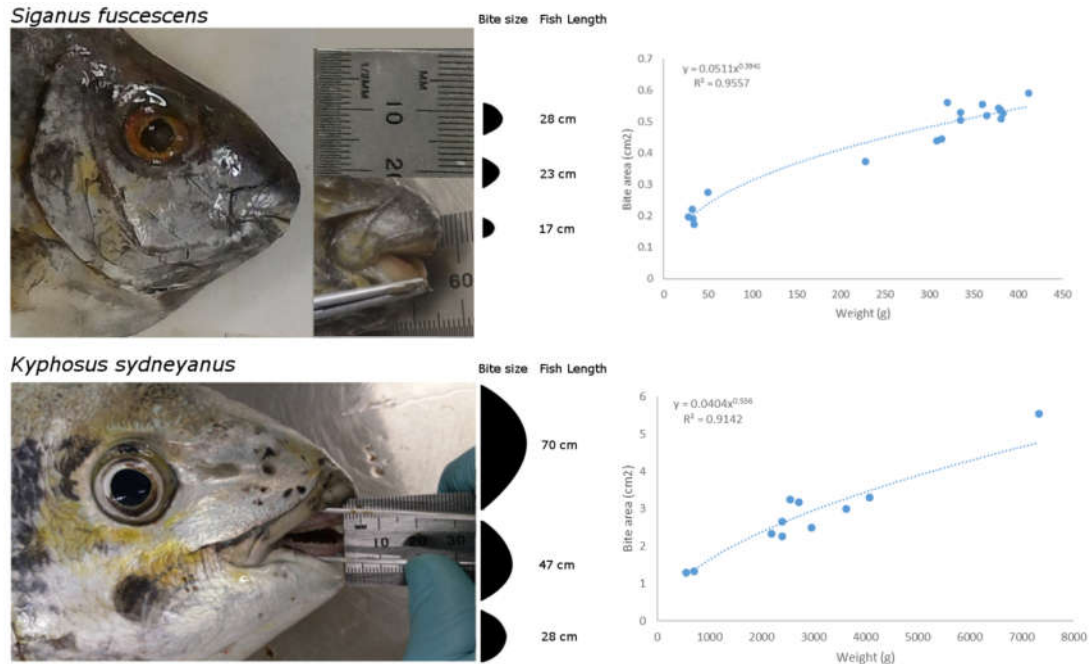 Siganus fuscescens
Bite size Fish Length
28 cm
23 cm
17 cm
1/2MM
MM
10
60
y = 0.0511x^0.3941
R² = 0.9557
Bite area (cm2)
0.7
0.6
0.5
0.4
0.3
0.2
0.1
0
0 50 100 150 200 250 300 350 400 450
Weight (g)
Kyphosus sydneyanus
Bite size Fish Length
70 cm
47 cm
28 cm
10 20 30
y = 0.0404x^0.536
R² = 0.9142
Bite area (cm2)
6
5
4
3
2
1
0
0 1000 2000 3000 4000 5000 6000 7000 8000
Weight (g)